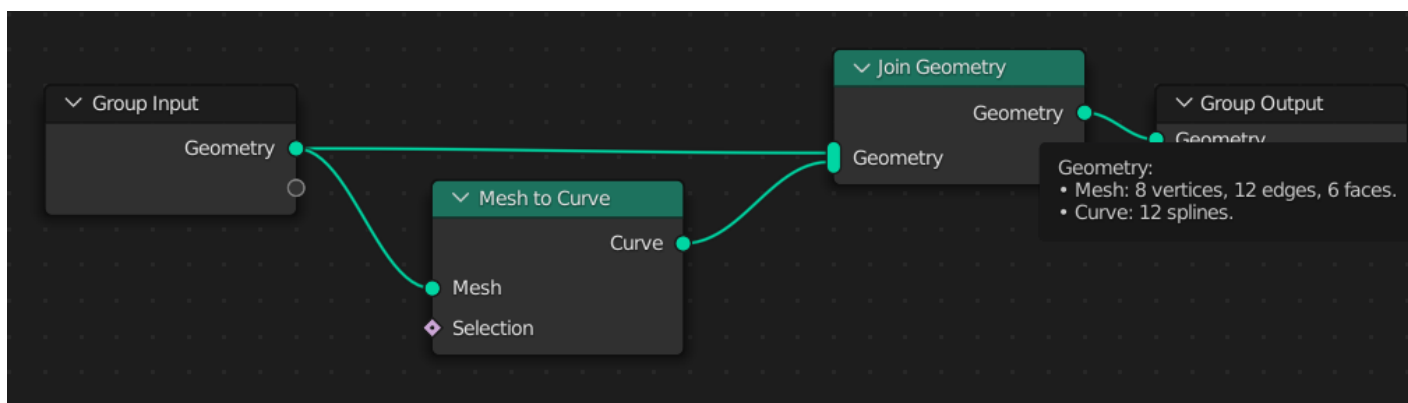 Group Input
Geometry
Mesh to Curve
Curve
Mesh
Selection
Join Geometry
Geometry
Geometry
Group Output
Geometry
Geometry:
• Mesh: 8 vertices, 12 edges, 6 faces.
• Curve: 12 splines.